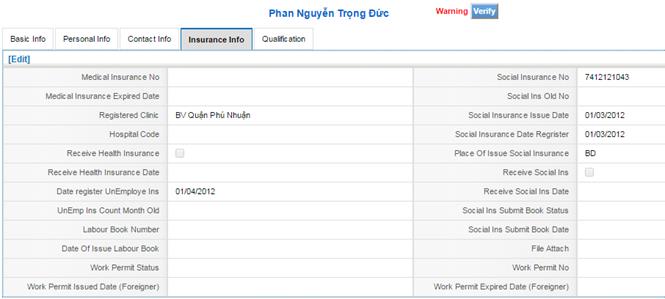 Phan Nguyễn Trọng Đức Warning Verify
Basic Info Personal Info Contact Info Insurance Info Qualification
[Edit]
Medical Insurance No Social Insurance No 7412121043
Medical Insurance Expired Date Social Ins Old No
Registered Clinic BV Quận Phú Nhuận Social Insurance Issue Date 01/03/2012
Hospital Code Social Insurance Date Regrister 01/03/2012
Receive Health Insurance Place Of Issue Social Insurance BD
Receive Health Insurance Date Receive Social Ins
Date register UnEmploye Ins 01/04/2012 Receive Social Ins Date
UnEmp Ins Count Month Old Social Ins Submit Book Status
Labour Book Number Social Ins Submit Book Date
Date Of Issue Labour Book File Attach
Work Permit Status Work Permit No
Work Permit Issued Date (Foreigner) Work Permit Expired Date (Foreigner)